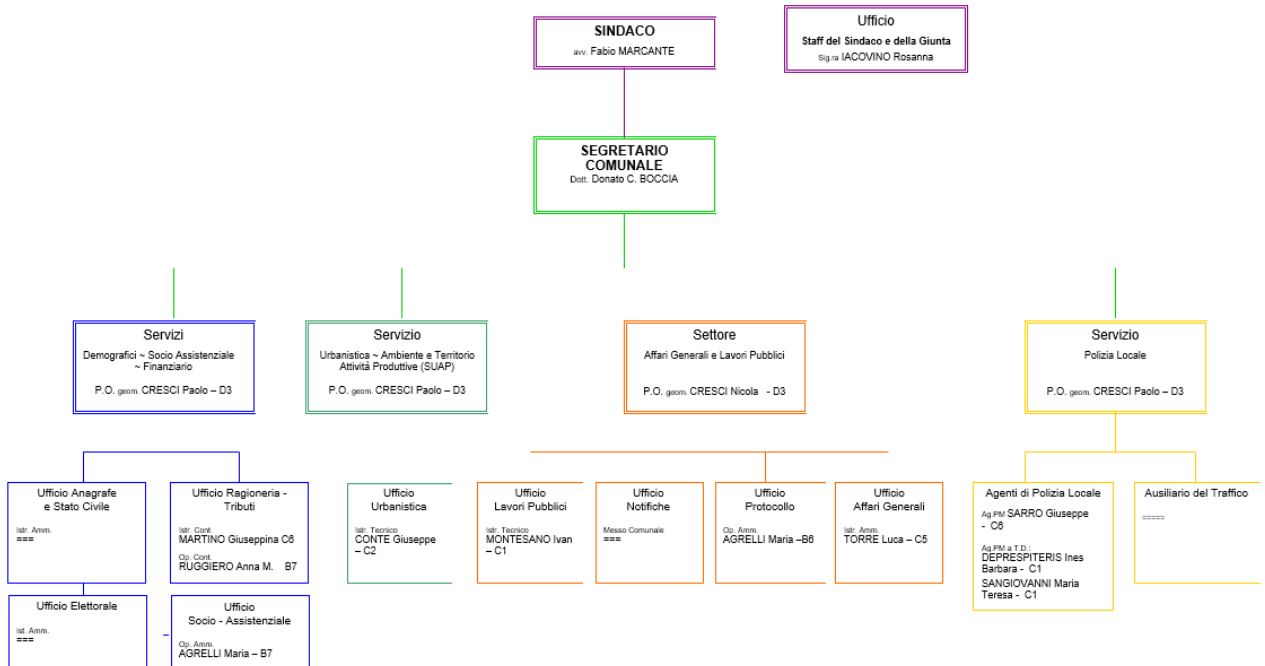 SINDACO
avv. Fabio MARCANTE
Ufficio
Staff del Sindaco e della Giunta
Sig.ra IACOVINO Rosanna
SEGRETARIO
COMUNALE
Dott. Donato C. BOCCIA
Servizi
Demografici ~ Socio Assistenziale
~ Finanziario
P.O. geom. CRESCI Paolo – D3
Servizio
Urbanistica ~ Ambiente e Territorio
Attività Produttive (SUAP)
P.O. geom. CRESCI Paolo – D3
Settore
Affari Generali e Lavori Pubblici
P.O. geom. CRESCI Nicola - D3
Servizio
Polizia Locale
P.O. geom. CRESCI Paolo – D3
Ufficio Anagrafe
e Stato Civile
Istr. Amm.
===
Ufficio Ragioneria -
Tributi
Istr. Cont.
MARTINO Giuseppina C6
Op. Cont.
RUGGIERO Anna M. B7
Ufficio
Urbanistica
Istr. Tecnico
CONTE Giuseppe
– C2
Ufficio
Lavori Pubblici
Istr. Tecnico
MONTESANO Ivan
– C1
Ufficio
Notifiche
Messo Comunale
===
Ufficio
Protocollo
Op. Amm.
AGRELLI Maria –B6
Ufficio
Affari Generali
Istr. Amm.
TORRE Luca – C5
Agenti di Polizia Locale
Ag.PM SARRO Giuseppe
- C6
Ag.PM a T.D.:
DEPRESPITERIS Ines
Barbara - C1
SANGIOVANNI Maria
Teresa - C1
Ausiliario del Traffico
=====
Ufficio Elettorale
Ist. Amm.
===
Ufficio
Socio - Assistenziale
Op. Amm.
AGRELLI Maria – B7